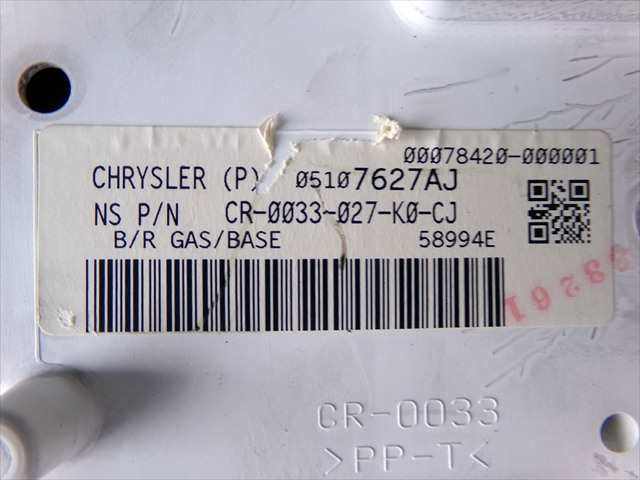 00078420-000001
CHRYSLER (P) 05107627AJ
NS P/N CR-0033-027-K0-CJ
B/R GAS/BASE 58994E
CR-0033
>PP-T<